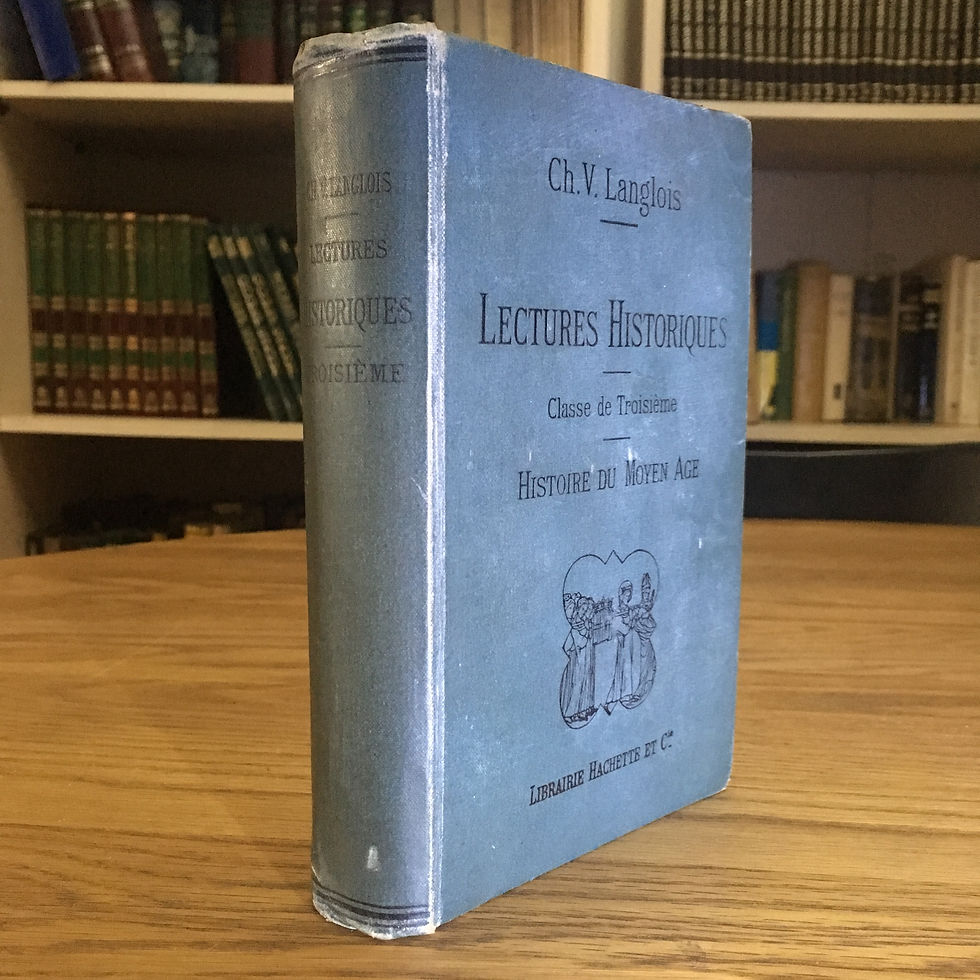 Ch. V. LANGLOIS
LECTURES
HISTORIQUES
TROISIÈME
Ch. V. Langlois
LECTURES HISTORIQUES
Classe de Troisième
HISTOIRE DU MOYEN AGE
LIBRAIRIE HACHETTE ET Cie